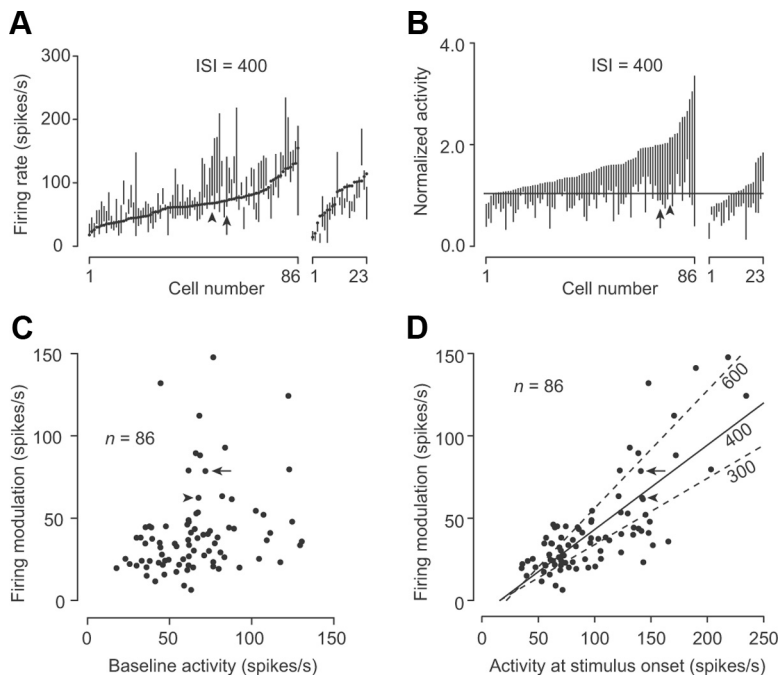 A
ISI = 400
Firing rate (spikes/s)
300
200
100
0
1 86 1 23
Cell number
B
ISI = 400
Normalized activity
4.0
2.0
0.0
1 86 1 23
Cell number
C
n = 86
Firing modulation (spikes/s)
150
100
50
0
0 50 100 150
Baseline activity (spikes/s)
D
n = 86
600
400
300
Firing modulation (spikes/s)
150
100
50
0
0 50 100 150 200 250
Activity at stimulus onset (spikes/s)